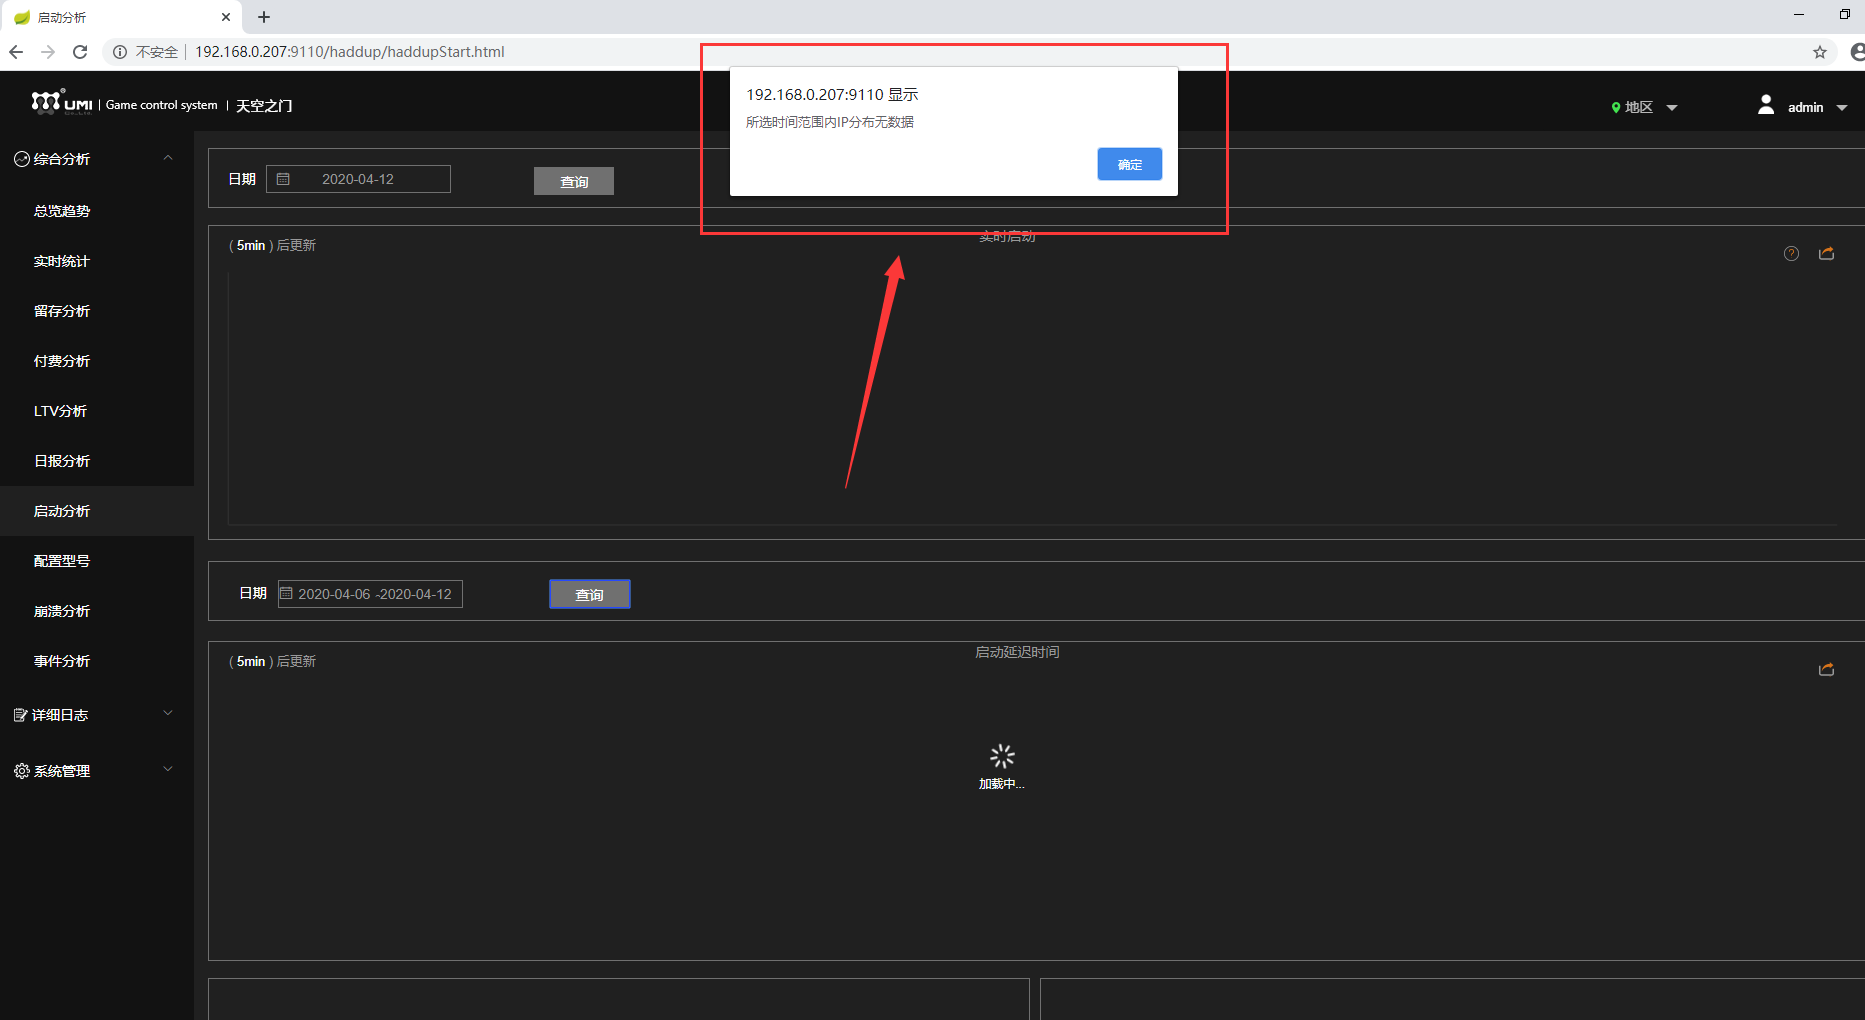 启动分析
不安全 192.168.0.207:9110/haddup/haddupStart.html
UMI | Game control system | 天空之门
地区
admin
192.168.0.207:9110 显示
所选时间范围内IP分布无数据
确定
综合分析
总览趋势
实时统计
留存分析
付费分析
LTV分析
日报分析
启动分析
配置型号
崩溃分析
事件分析
详细日志
系统管理
日期 2020-04-12 查询
( 5min ) 后更新
实时启动
日期 2020-04-06 -2020-04-12 查询
( 5min ) 后更新
启动延迟时间
加载中...